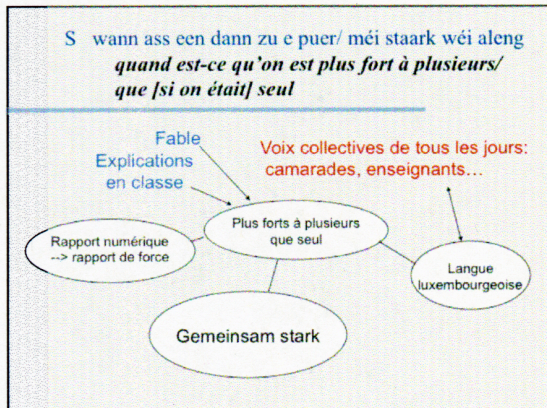 S wann ass een dann zu e puer/ méi staark wéi aleng
quand est-ce qu'on est plus fort à plusieurs/
que [si on était] seul
Fable
Explications
en classe
Voix collectives de tous les jours:
camarades, enseignants…
Plus forts à plusieurs
que seul
Rapport numérique
--> rapport de force
Langue
luxembourgeoise
Gemeinsam stark